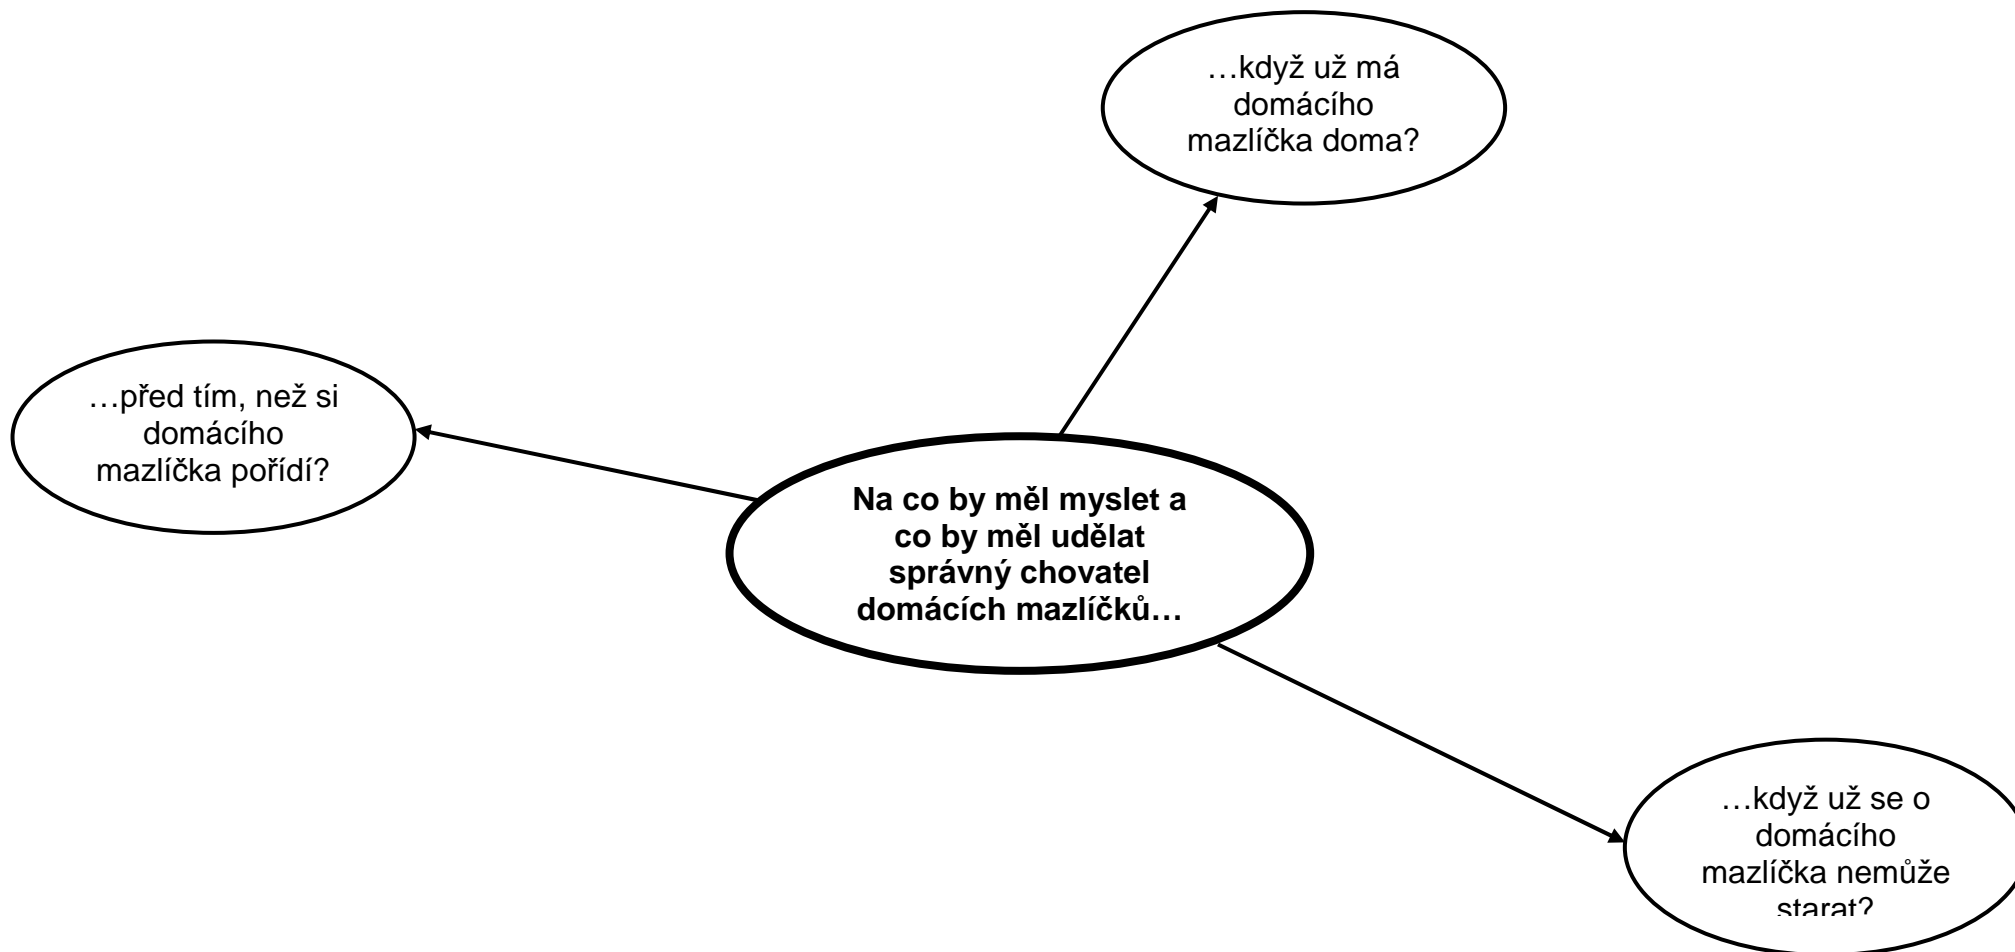 …když už má
domácího
mazlíčka doma?
…před tím, než si
domácího
mazlíčka pořídí?
Na co by měl myslet a
co by měl udělat
správný chovatel
domácích mazlíčků…
…když už se o
domácího
mazlíčka nemůže
starat?